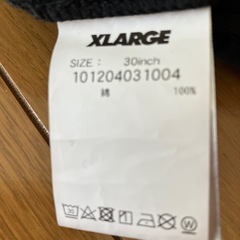 XLARGE
SIZE : 30inch
101204031004
綿 100%